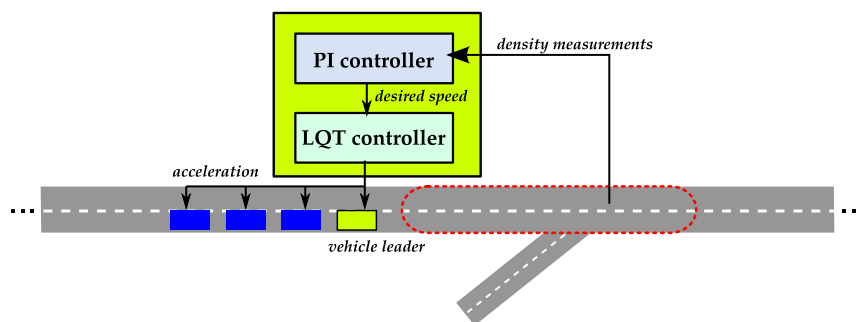 density measurements
PI controller
desired speed
LQT controller
acceleration
vehicle leader